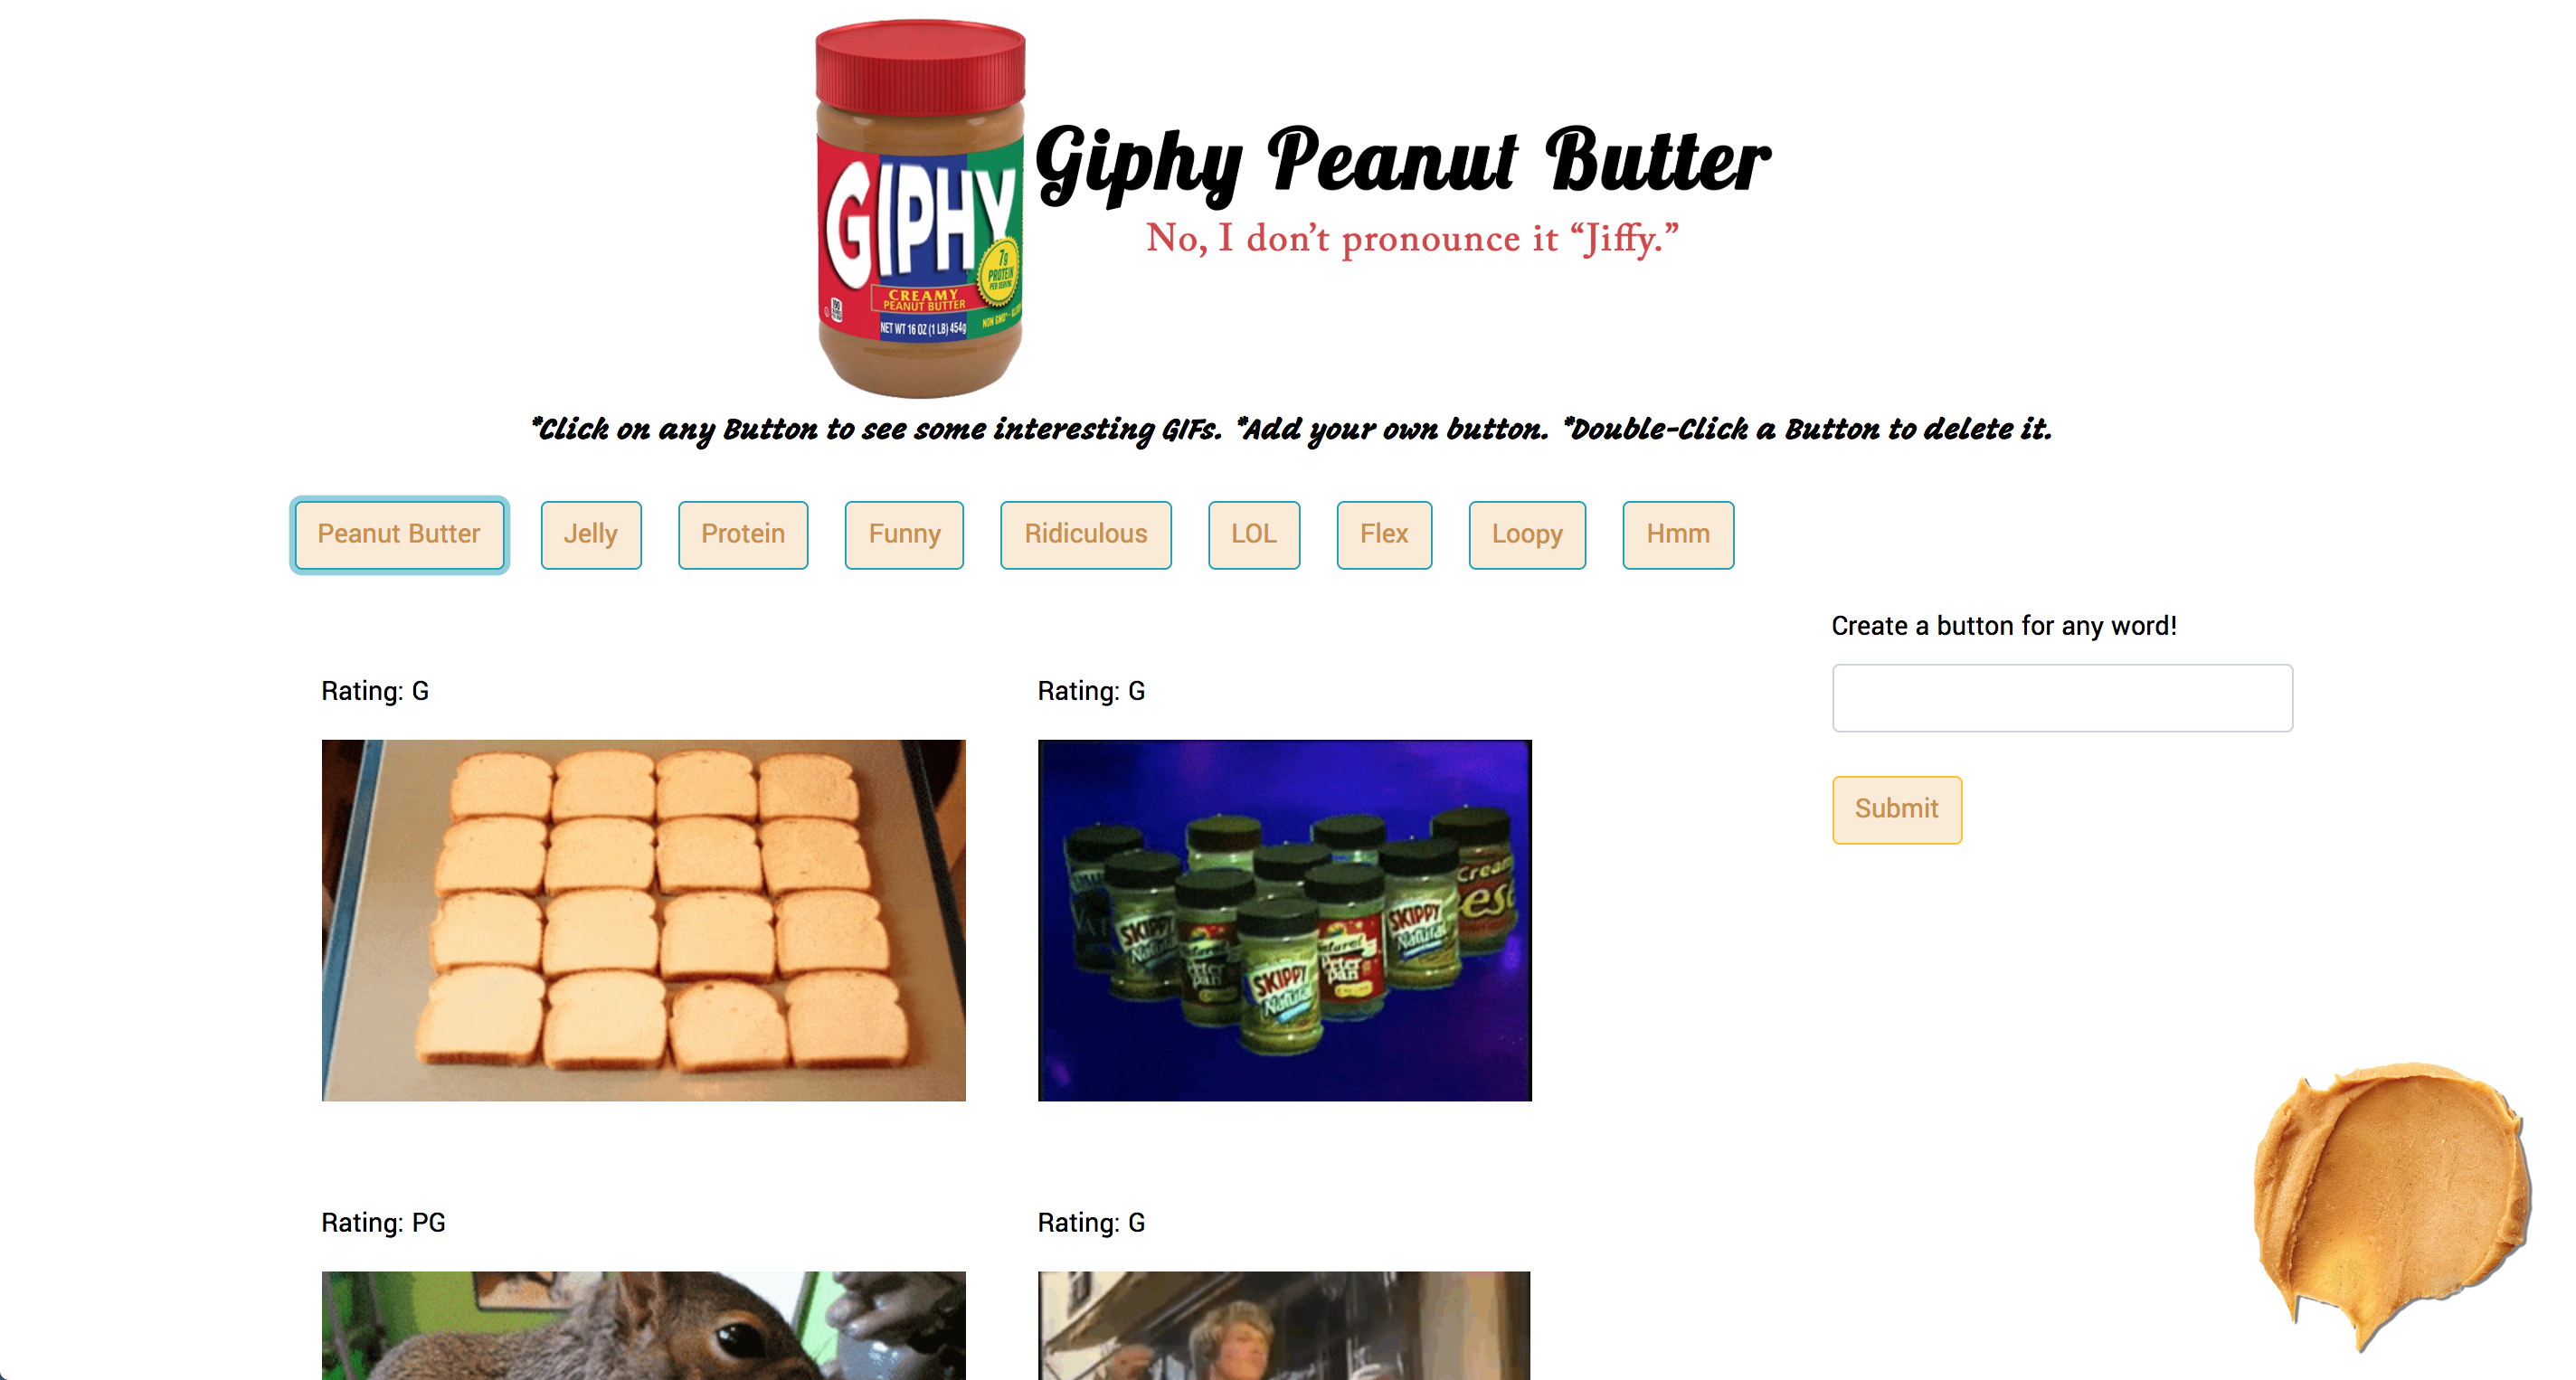 GIPHY
7g
PROTEIN
PER SERVING
CREAMY
PEANUT BUTTER
NET WT 16 OZ (1 LB) 454g
NON GMO
Giphy Peanut Butter
No, I don’t pronounce it “Jiffy.”
*Click on any Button to see some interesting GIFs. *Add your own button. *Double-Click a Button to delete it.
Peanut Butter Jelly Protein Funny Ridiculous LOL Flex Loopy Hmm
Create a button for any word!
Submit
Rating: G Rating: G
Cream
SKIPPY
Natural
Peter
Pan
SKIPPY
Natural
Peter
Pan
SKIPPY
Natural
Rating: PG Rating: G